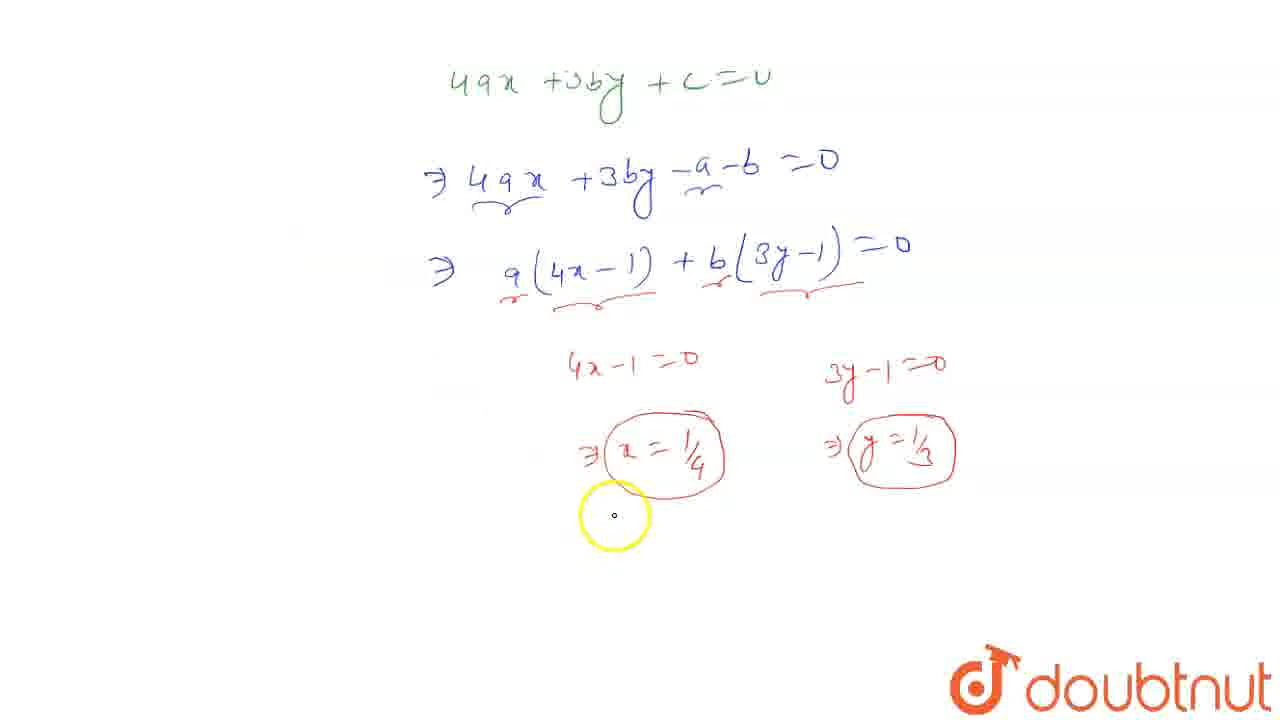 4ax + 3by + c = 0
⇒ 4ax + 3by - a - b = 0
⇒ a(4x - 1) + b(3y - 1) = 0
4x - 1 = 0 3y - 1 = 0
⇒ x = 1/4 ⇒ y = 1/3
doubtnut